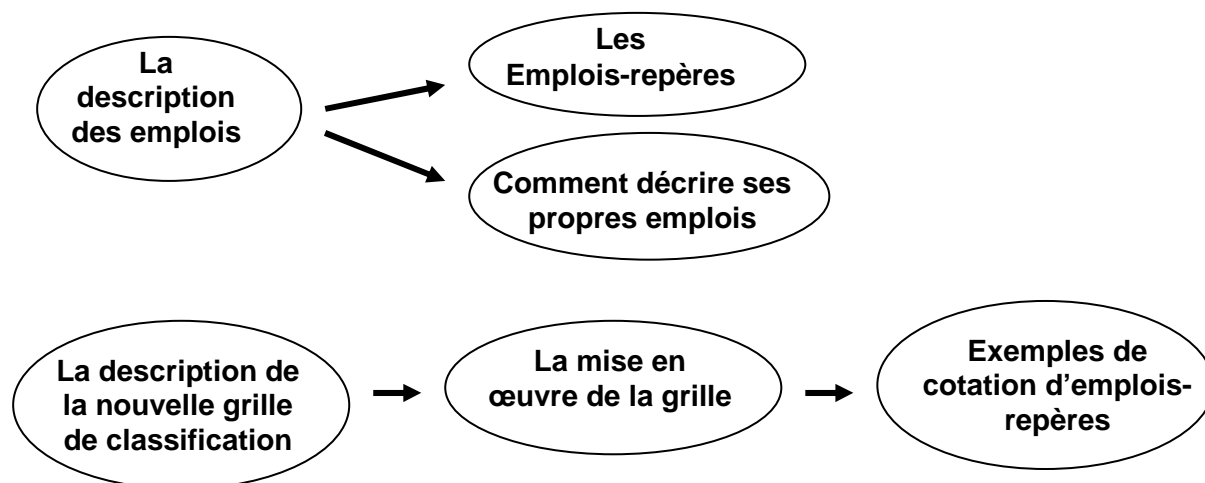 La
description
des emplois
Les
Emplois-repères
Comment décrire ses
propres emplois
La description de
la nouvelle grille
de classification
La mise en
œuvre de la grille
Exemples de
cotation d’emplois-
repères